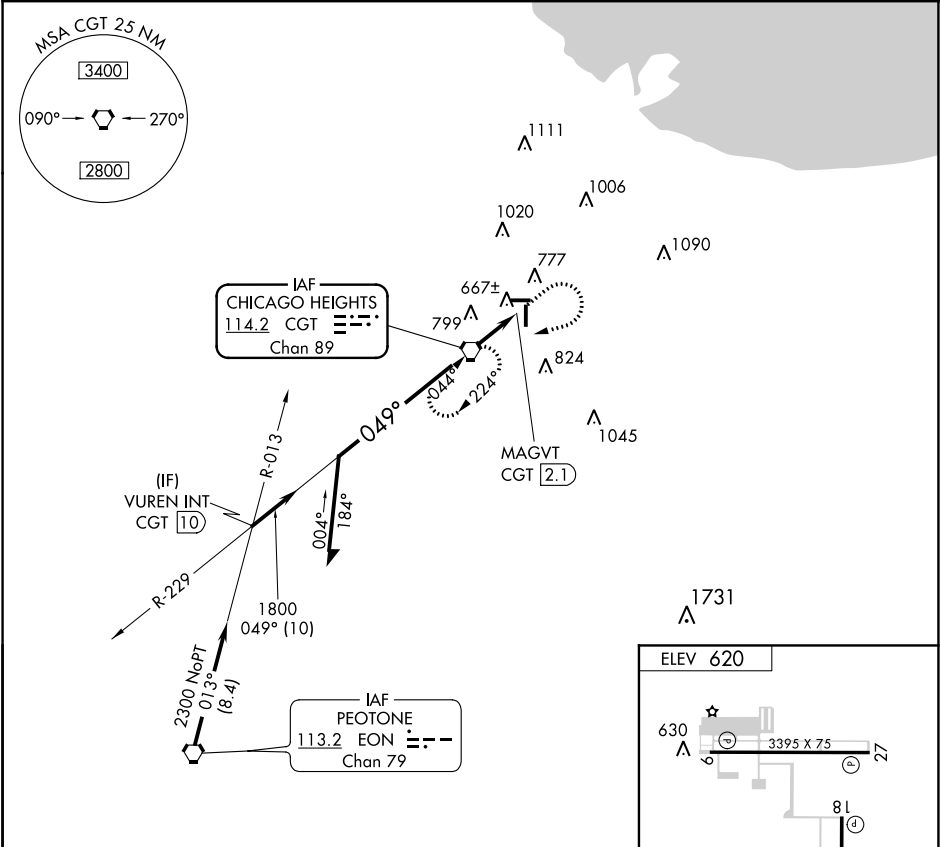 MSA CGT 25 NM
3400
090°
270°
2800
1111
1006
1020
1090
777
667±
799
IAF
CHICAGO HEIGHTS
114.2 CGT
Chan 89
824
044°
224°
049°
1045
MAGVT
CGT 2.1
R-013
(IF)
VUREN INT
CGT 10
004°
184°
R-229
1800
049° (10)
1731
2300 NoPT
013°
(8.4)
IAF
PEOTONE
113.2 EON
Chan 79
ELEV 620
630
P
3395 X 75
9
27
P
18
P